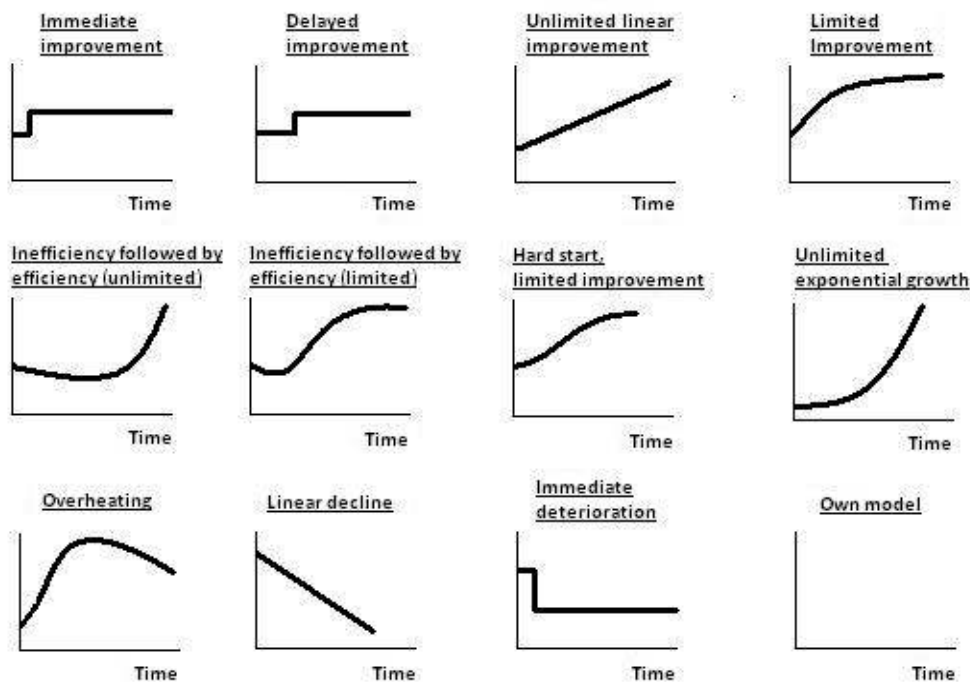 Immediate
improvement
Delayed
improvement
Unlimited linear
improvement
Limited
Improvement
Time
Time
Time
Time
Inefficiency followed by
efficiency (unlimited)
Inefficiency followed by
efficiency (limited)
Hard start,
limited improvement
Unlimited
exponential growth
Time
Time
Time
Time
Overheating
Linear decline
Immediate
deterioration
Own model
Time
Time
Time
Time